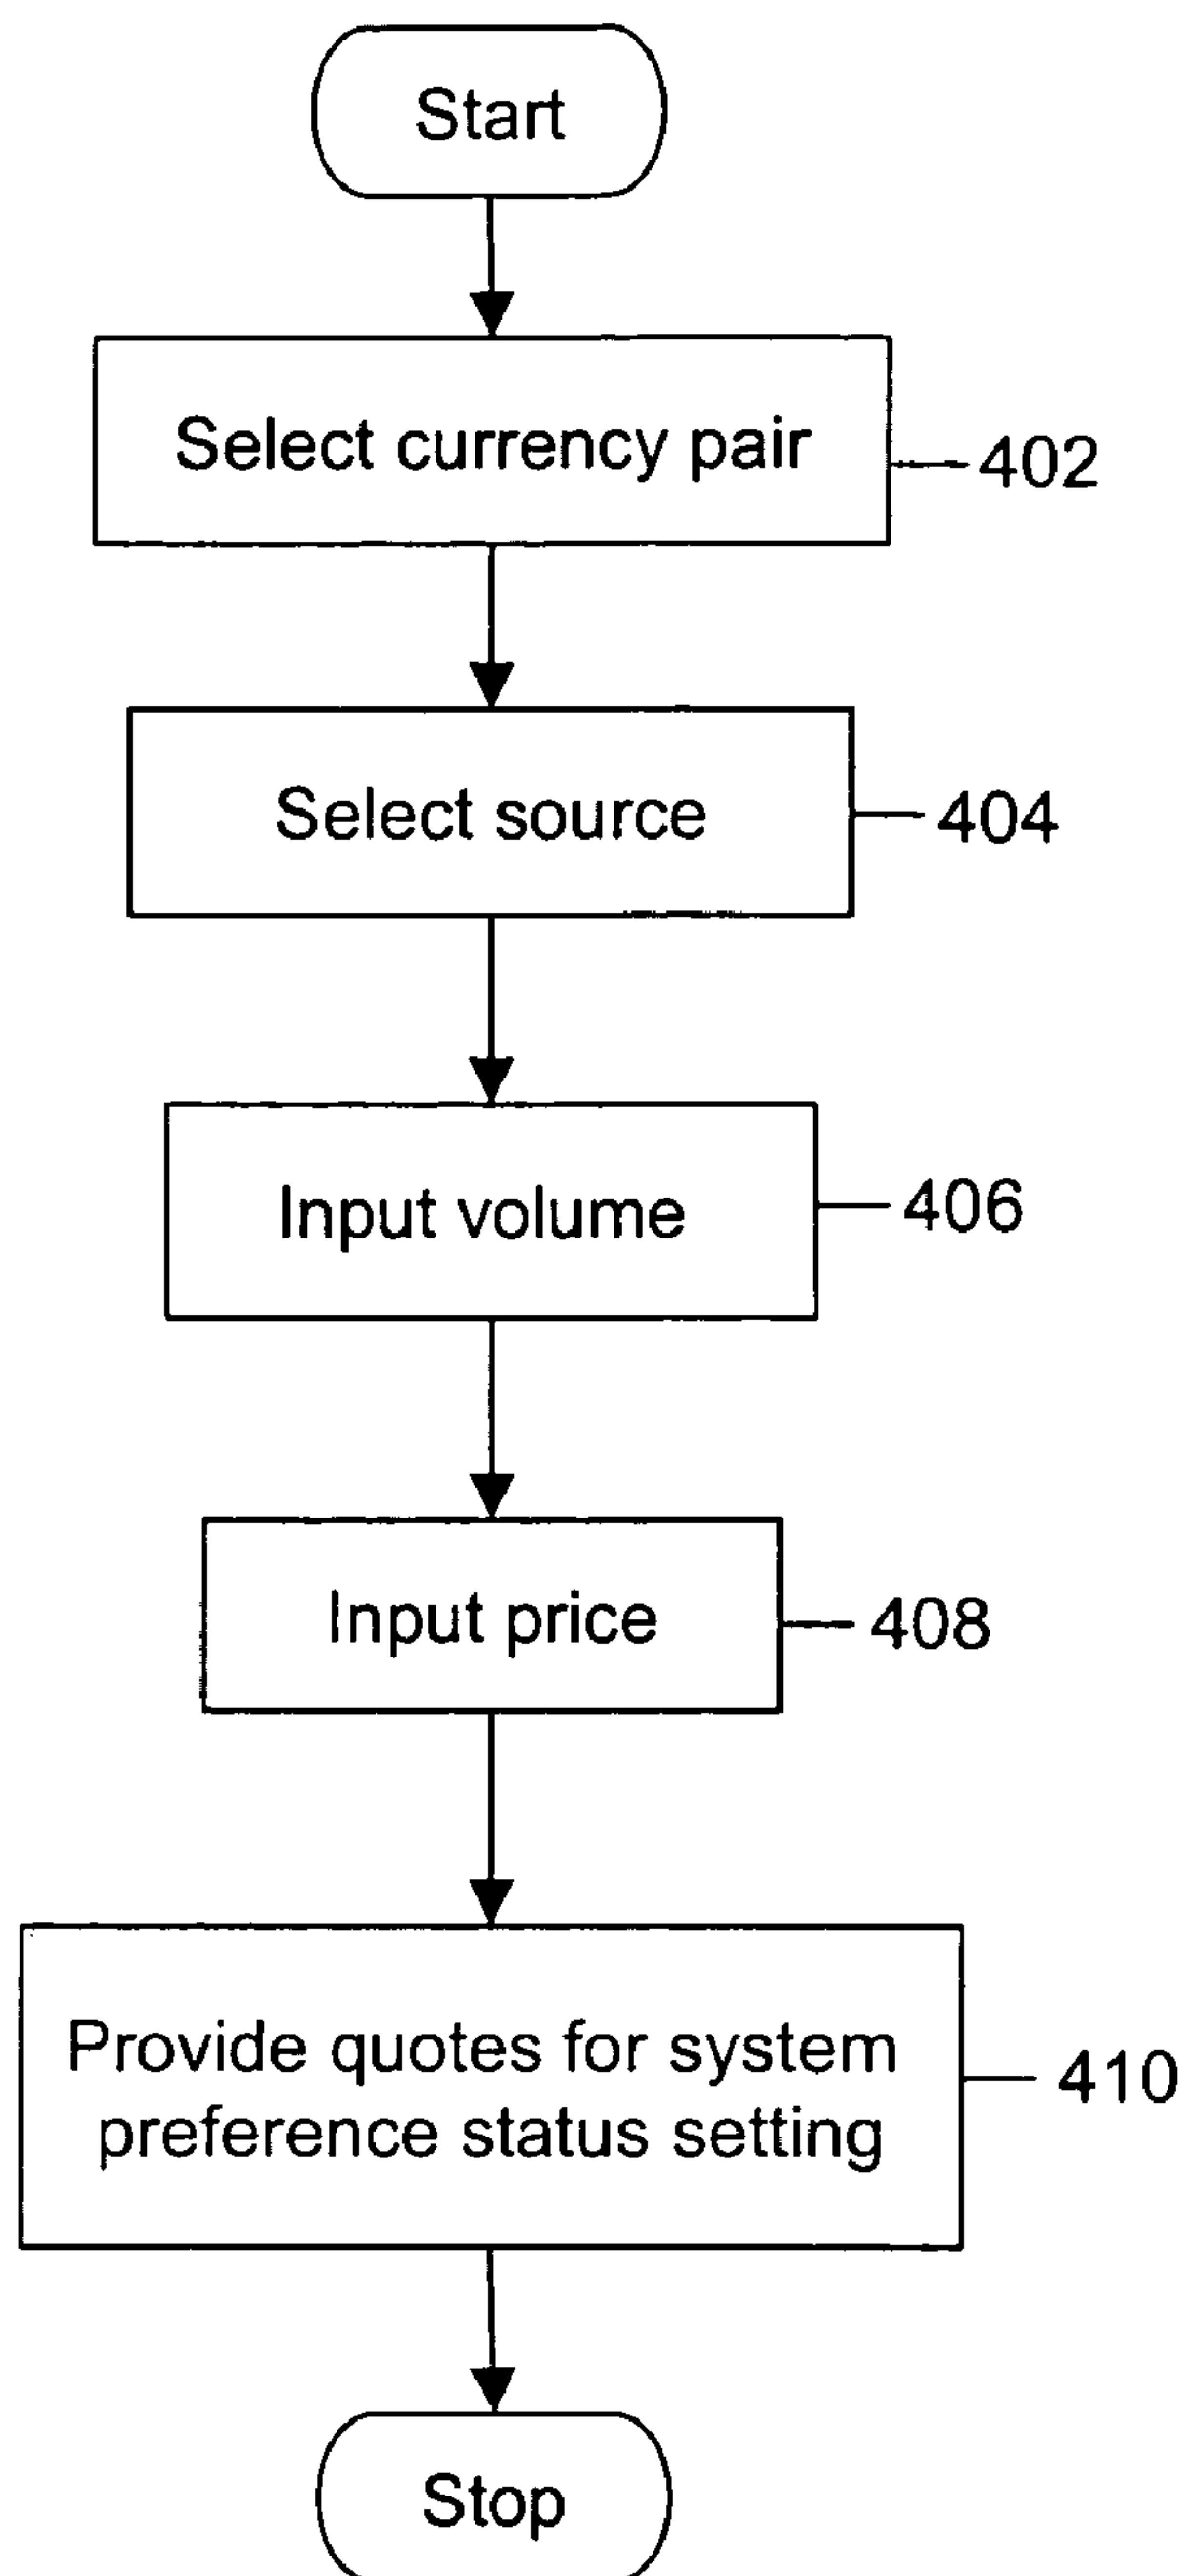 Start
Select currency pair
402
Select source
404
Input volume
406
Input price
408
Provide quotes for system
preference status setting
410
Stop